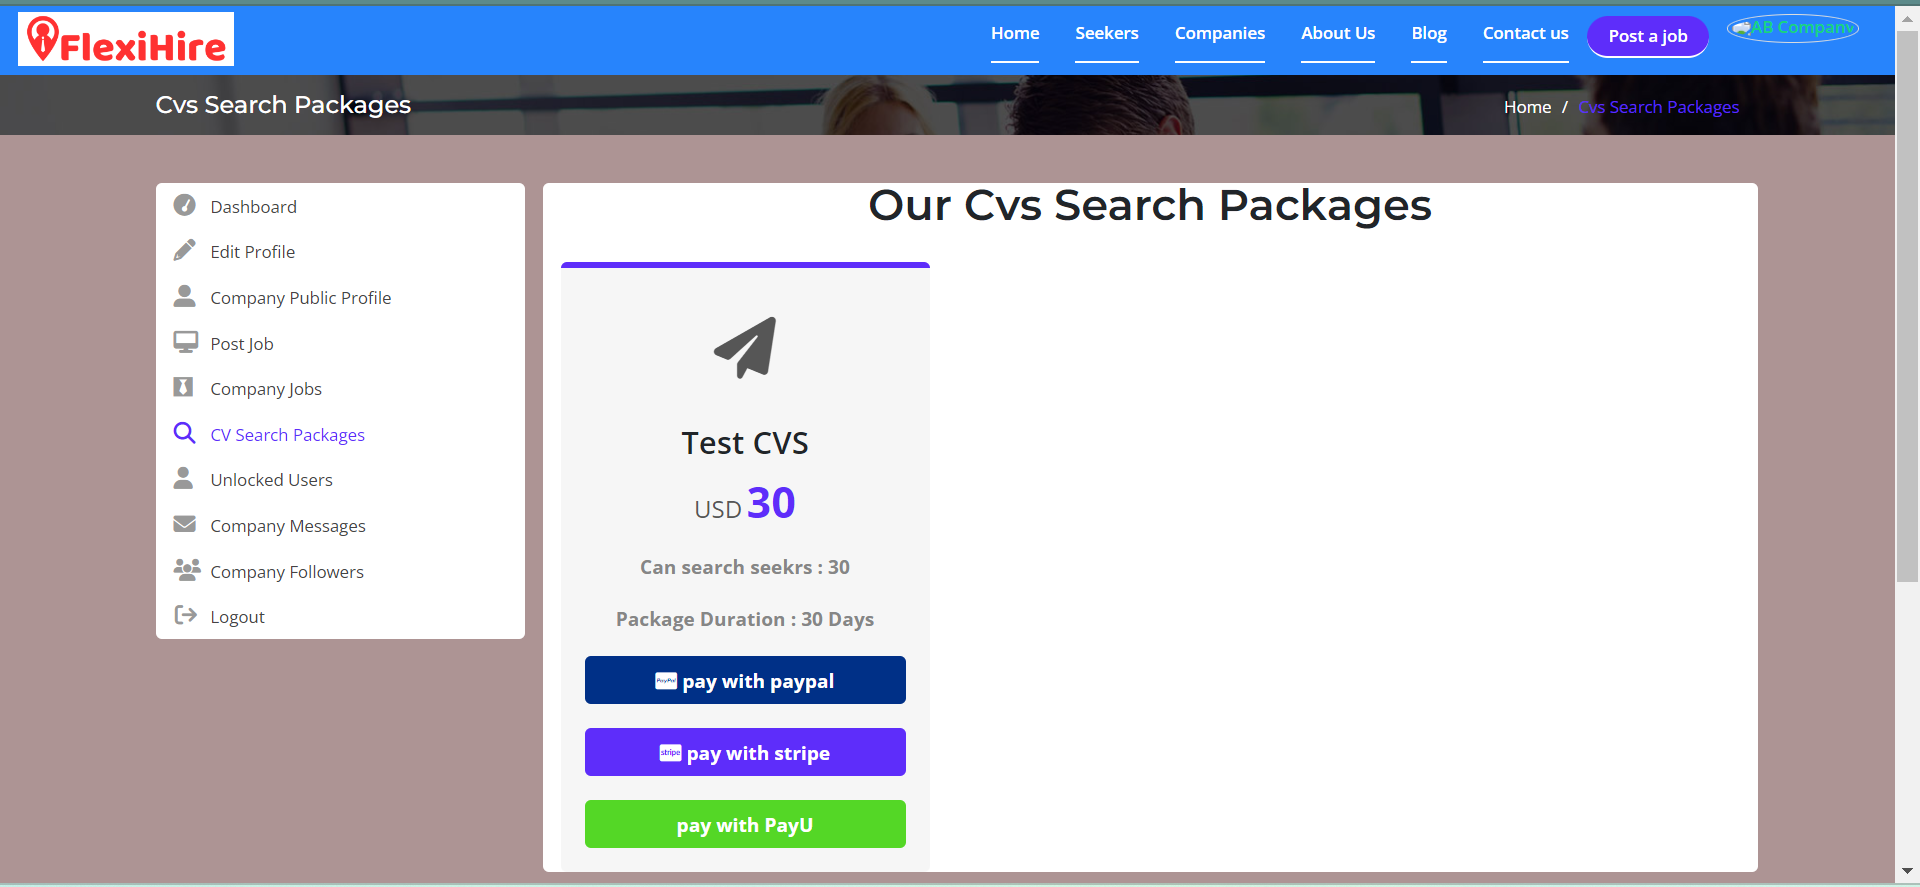 FlexiHire
Home
Seekers
Companies
About Us
Blog
Contact us
Post a job
AB Company
Cvs Search Packages
Home / Cvs Search Packages
Dashboard
Edit Profile
Company Public Profile
Post Job
Company Jobs
CV Search Packages
Unlocked Users
Company Messages
Company Followers
Logout
Our Cvs Search Packages
Test CVS
USD 30
Can search seekrs : 30
Package Duration : 30 Days
PayPal pay with paypal
stripe pay with stripe
pay with PayU